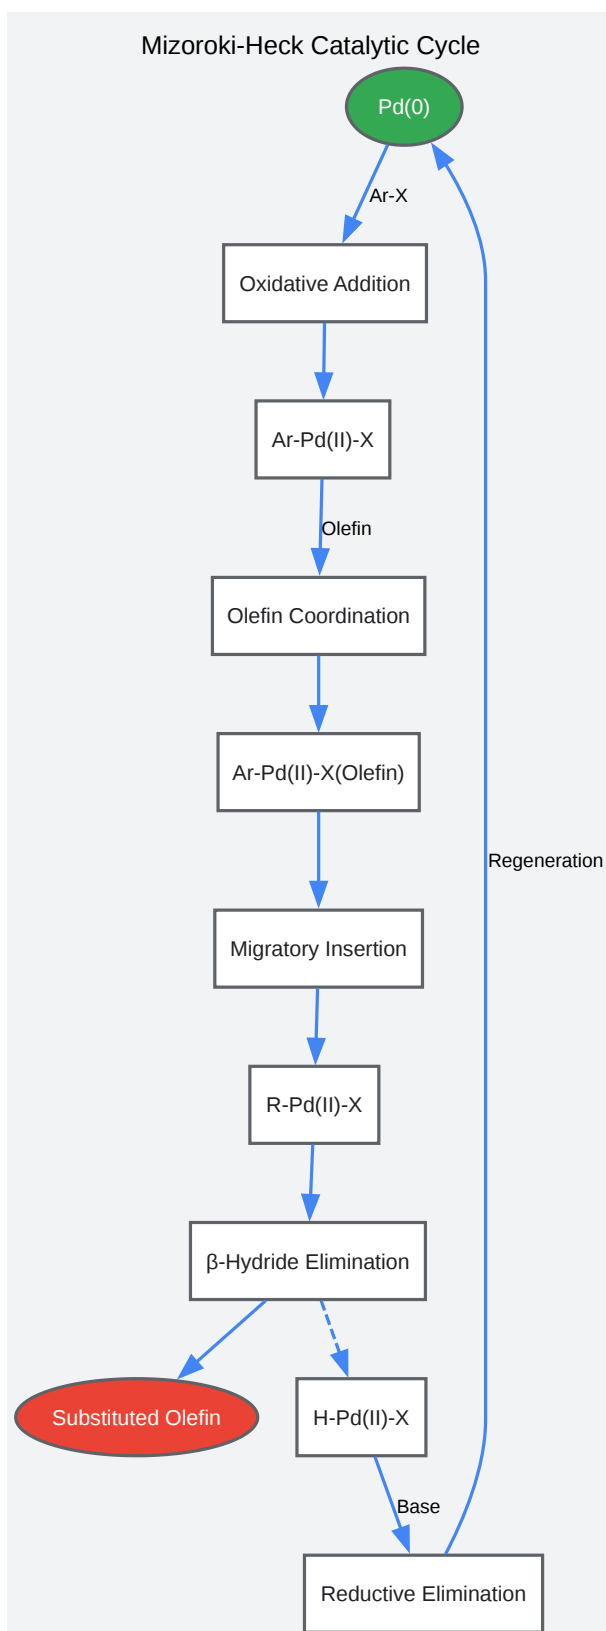 Mizoroki-Heck Catalytic Cycle
Pd(0)
Ar-X
Oxidative Addition
Ar-Pd(II)-X
Olefin
Olefin Coordination
Ar-Pd(II)-X(Olefin)
Regeneration
Migratory Insertion
R-Pd(II)-X
β-Hydride Elimination
Substituted Olefin
H-Pd(II)-X
Base
Reductive Elimination